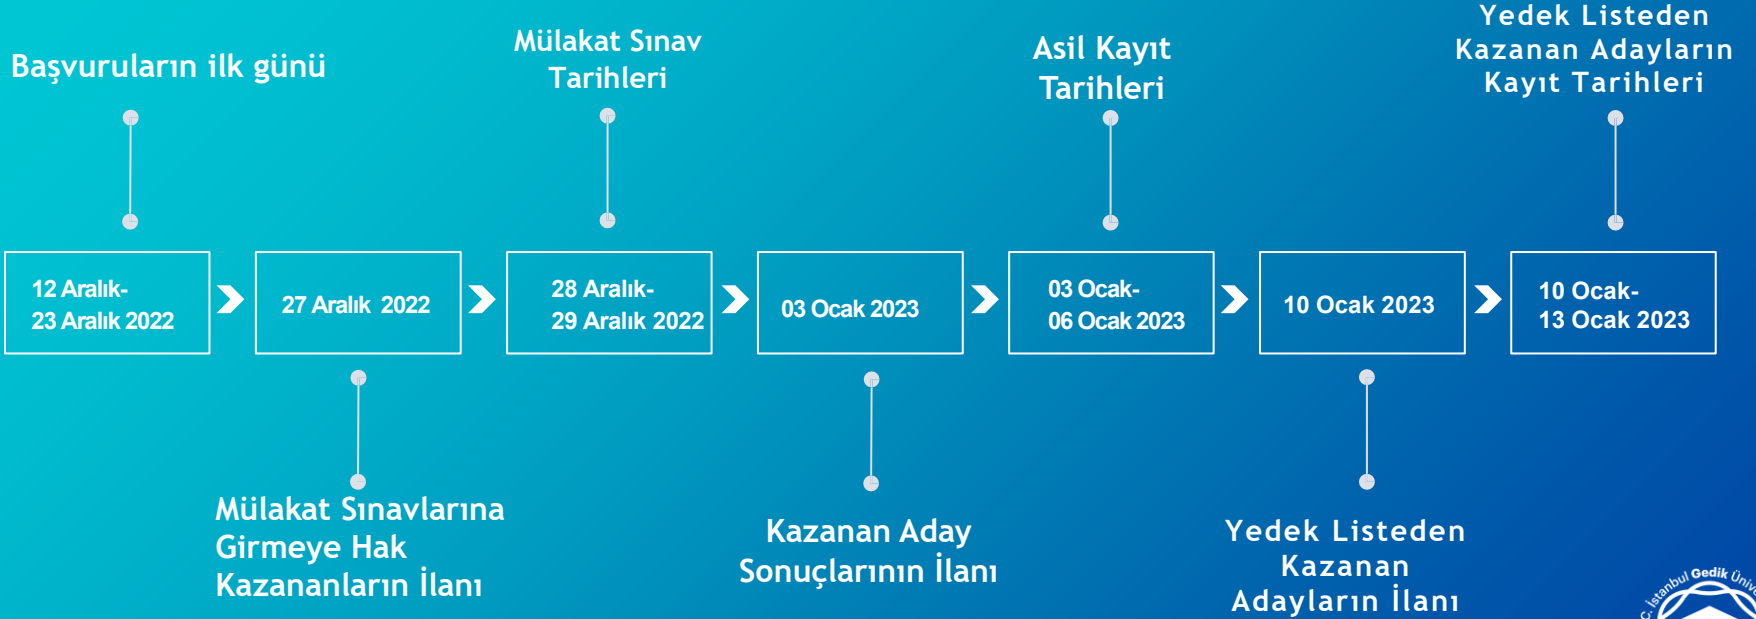 Başvuruların ilk günü
Mülakat Sınav
Tarihleri
Asil Kayıt
Tarihleri
Yedek Listeden
Kazanan Adayların
Kayıt Tarihleri
12 Aralık-
23 Aralık 2022
27 Aralık 2022
28 Aralık-
29 Aralık 2022
03 Ocak 2023
03 Ocak-
06 Ocak 2023
10 Ocak 2023
10 Ocak-
13 Ocak 2023
Mülakat Sınavlarına
Girmeye Hak
Kazananların İlanı
Kazanan Aday
Sonuçlarının İlanı
Yedek Listeden
Kazanan
Adayların İlanı
İstanbul Gedik